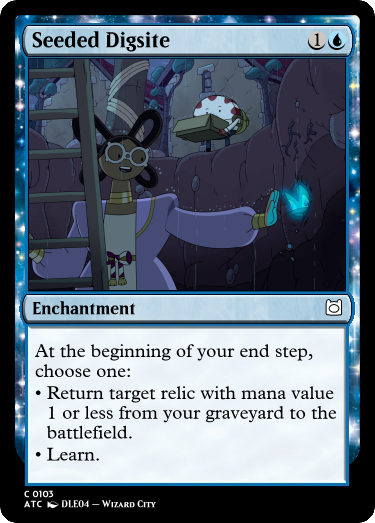 Seeded Digsite
1
Enchantment
At the beginning of your end step,
choose one:
• Return target relic with mana value
1 or less from your graveyard to the
battlefield.
• Learn.
C 0103
ATC DLE04 — Wizard City